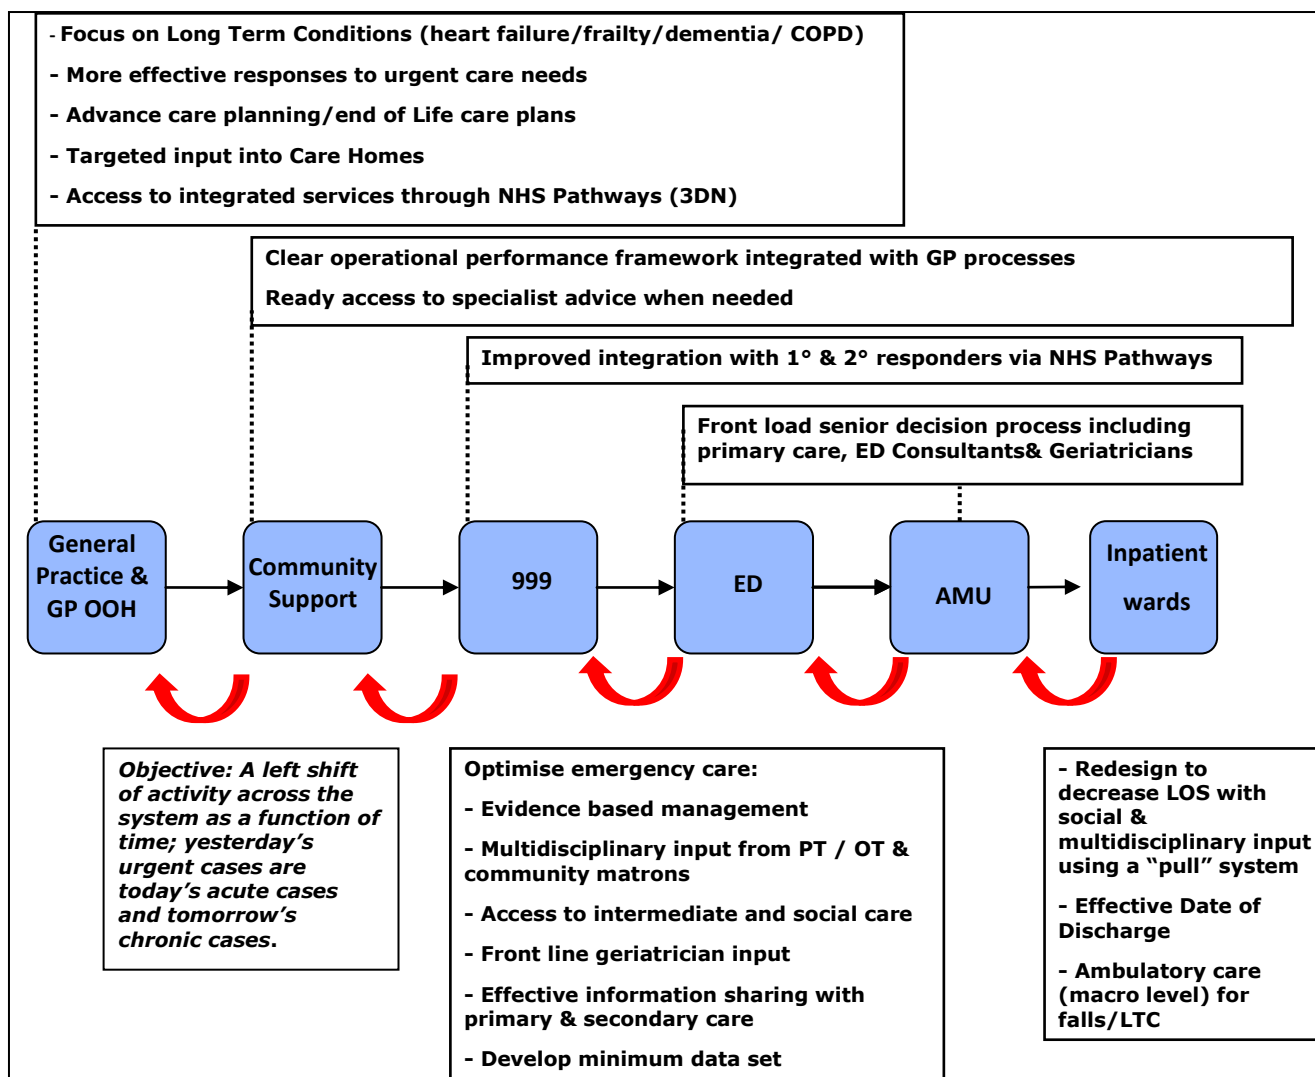 - Focus on Long Term Conditions (heart failure/frailty/dementia/ COPD)
- More effective responses to urgent care needs
- Advance care planning/end of Life care plans
- Targeted input into Care Homes
- Access to integrated services through NHS Pathways (3DN)
Clear operational performance framework integrated with GP processes
Ready access to specialist advice when needed
Improved integration with 1° & 2° responders via NHS Pathways
Front load senior decision process including
primary care, ED Consultants& Geriatricians
General
Practice &
GP OOH
Community
Support
999
ED
AMU
Inpatient
wards
Objective: A left shift
of activity across the
system as a function of
time; yesterday’s
urgent cases are
today’s acute cases
and tomorrow’s
chronic cases.
Optimise emergency care:
- Evidence based management
- Multidisciplinary input from PT / OT &
community matrons
- Access to intermediate and social care
- Front line geriatrician input
- Effective information sharing with
primary & secondary care
- Develop minimum data set
- Redesign to
decrease LOS with
social &
multidisciplinary input
using a “pull” system
- Effective Date of
Discharge
- Ambulatory care
(macro level) for
falls/LTC